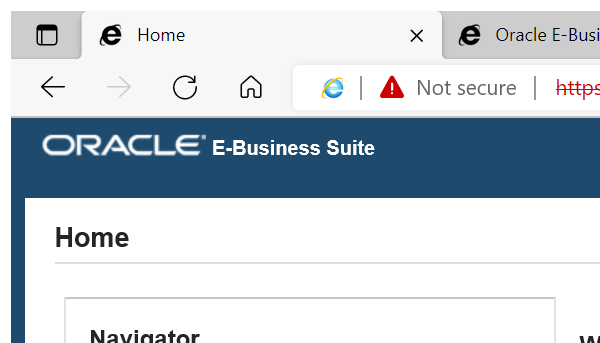 Home
Oracle E-Busi
Not secure
https
ORACLE E-Business Suite
Home
Navigator